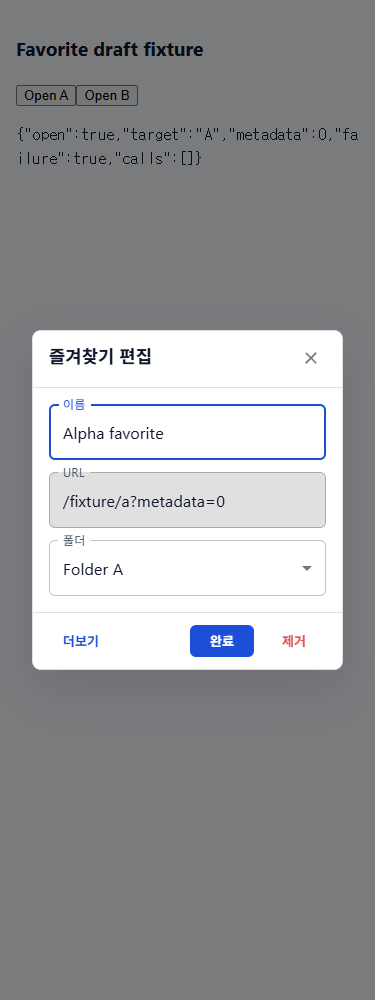 Favorite draft fixture
Open A Open B
{"open":true,"target":"A","metadata":0,"fa
ilure":true,"calls":[]}
즐겨찾기 편집
이름
Alpha favorite
URL
/fixture/a?metadata=0
폴더
Folder A
더보기 완료 제거